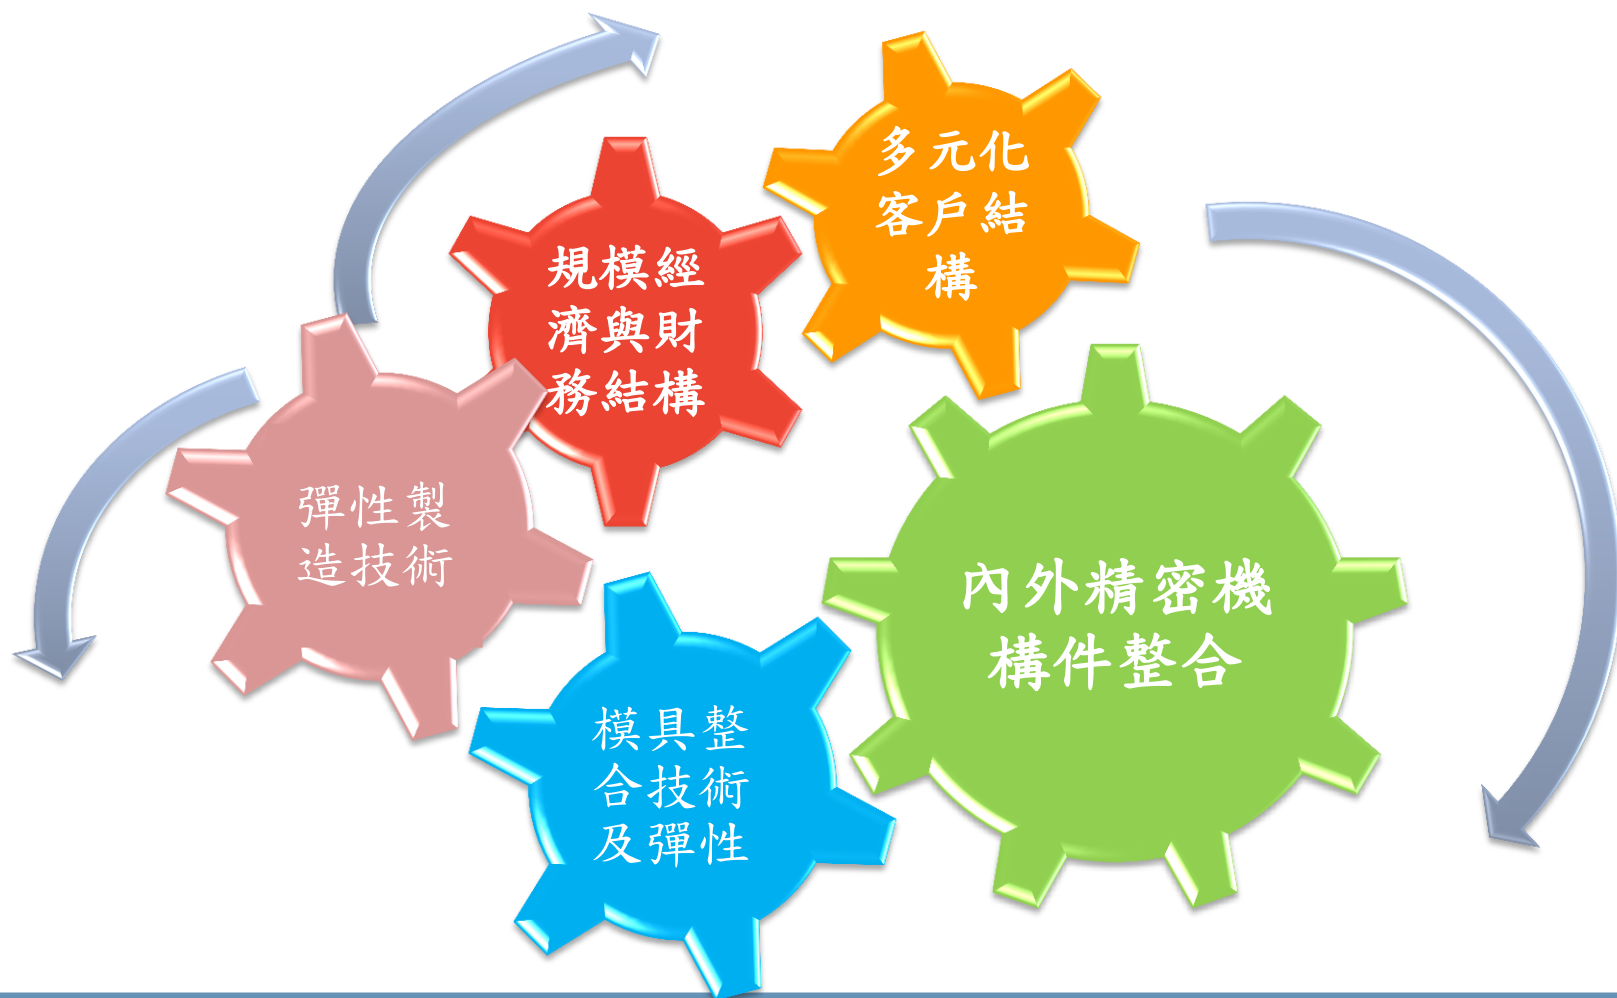 多元化
客戶結
構
規模經
濟與財
務結構
彈性製
造技術
內外精密機
構件整合
模具整
合技術
及彈性